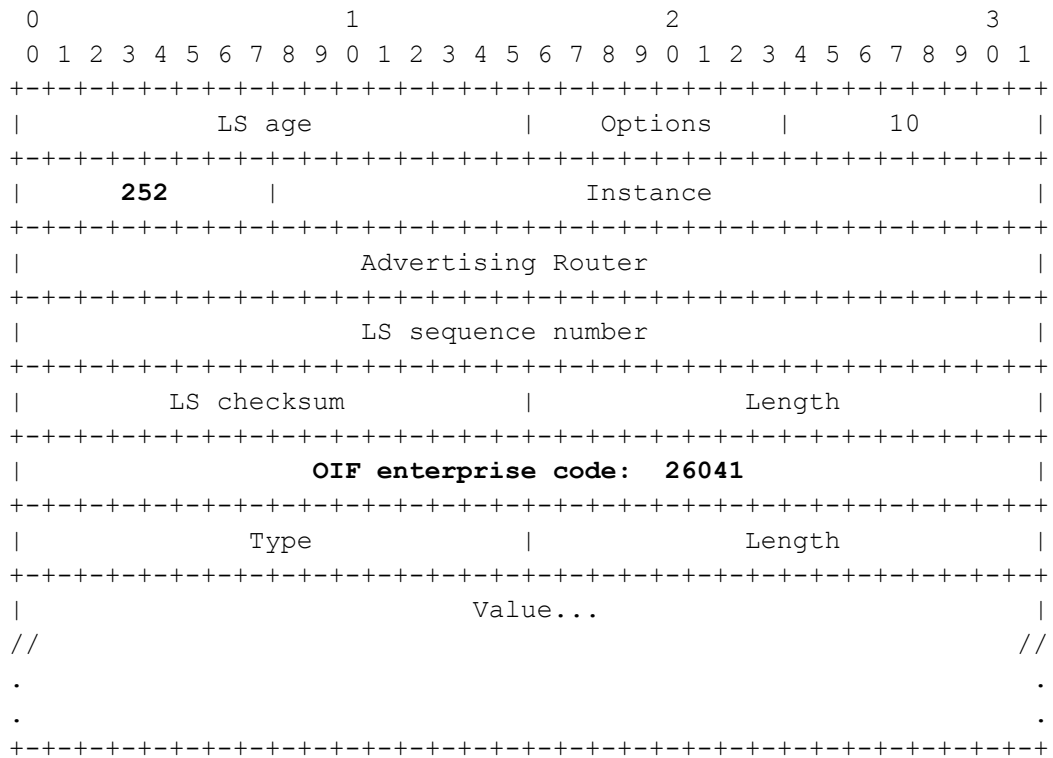 0                   1                   2                   3
 0 1 2 3 4 5 6 7 8 9 0 1 2 3 4 5 6 7 8 9 0 1 2 3 4 5 6 7 8 9 0 1
+-+-+-+-+-+-+-+-+-+-+-+-+-+-+-+-+-+-+-+-+-+-+-+-+-+-+-+-+-+-+-+-+
|            LS age             |    Options    |      10       |
+-+-+-+-+-+-+-+-+-+-+-+-+-+-+-+-+-+-+-+-+-+-+-+-+-+-+-+-+-+-+-+-+
|      252      |                   Instance                    |
+-+-+-+-+-+-+-+-+-+-+-+-+-+-+-+-+-+-+-+-+-+-+-+-+-+-+-+-+-+-+-+-+
|                     Advertising Router                        |
+-+-+-+-+-+-+-+-+-+-+-+-+-+-+-+-+-+-+-+-+-+-+-+-+-+-+-+-+-+-+-+-+
|                     LS sequence number                        |
+-+-+-+-+-+-+-+-+-+-+-+-+-+-+-+-+-+-+-+-+-+-+-+-+-+-+-+-+-+-+-+-+
|         LS checksum           |             Length            |
+-+-+-+-+-+-+-+-+-+-+-+-+-+-+-+-+-+-+-+-+-+-+-+-+-+-+-+-+-+-+-+-+
|                  OIF enterprise code:  26041                  |
+-+-+-+-+-+-+-+-+-+-+-+-+-+-+-+-+-+-+-+-+-+-+-+-+-+-+-+-+-+-+-+-+
|              Type             |             Length            |
+-+-+-+-+-+-+-+-+-+-+-+-+-+-+-+-+-+-+-+-+-+-+-+-+-+-+-+-+-+-+-+-+
|                            Value...                           |
//                                                             //
.                                                               .
.                                                               .
+-+-+-+-+-+-+-+-+-+-+-+-+-+-+-+-+-+-+-+-+-+-+-+-+-+-+-+-+-+-+-+-+